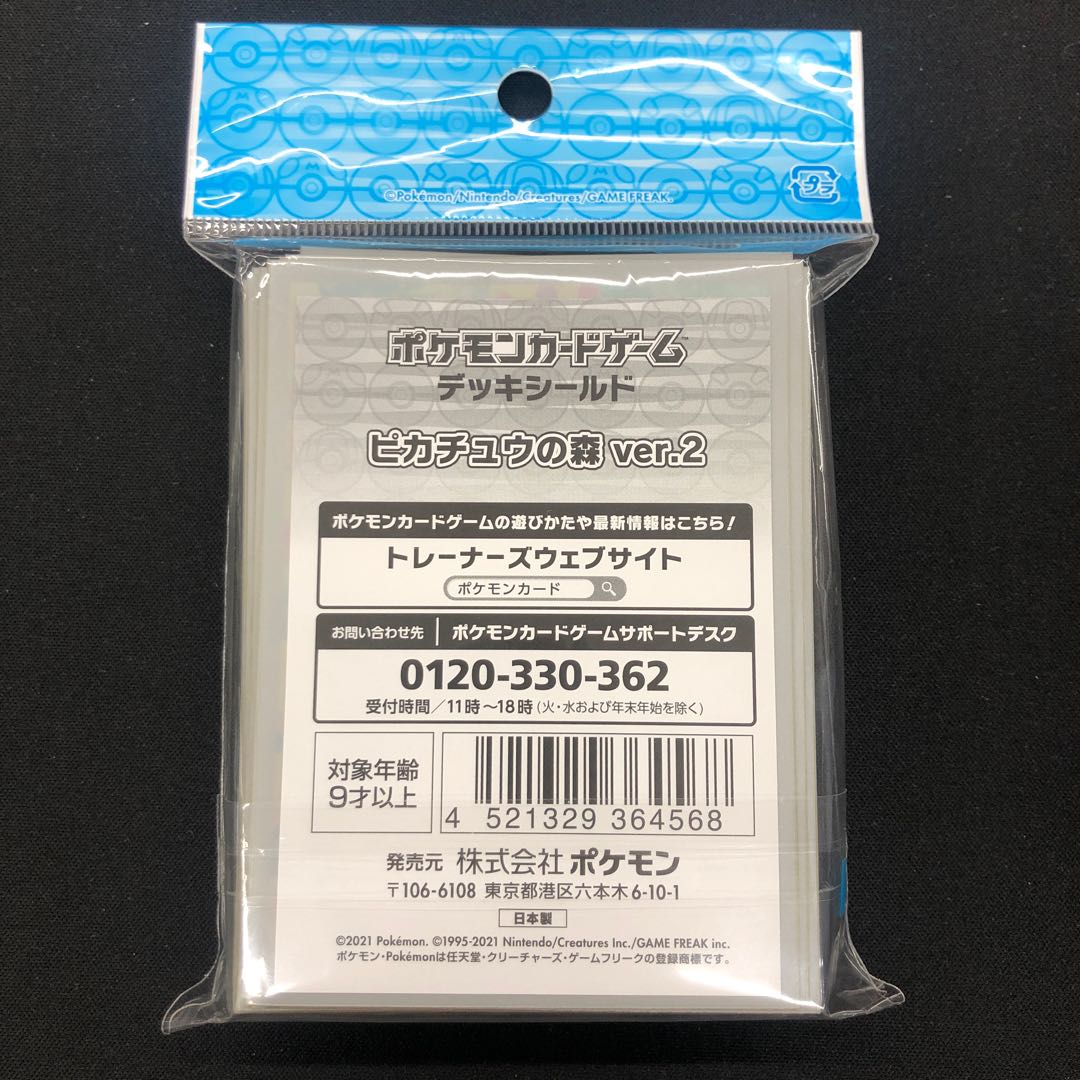 ©Pokémon/Nintendo/Creatures/GAME FREAK.
プラ
ポケモンカードゲーム
デッキシールド
ピカチュウの森 ver.2
ポケモンカードゲームの遊びかたや最新情報はこちら!
トレーナーズウェブサイト
ポケモンカード
お問い合わせ先 ポケモンカードゲームサポートデスク
0120-330-362
受付時間/11時~18時(火・水および年末年始を除く)
対象年齢
9才以上
4 521329 364568
発売元 株式会社 ポケモン
〒106-6108 東京都港区六本木6-10-1
日本製
©2021 Pokémon. ©1995-2021 Nintendo/Creatures Inc./GAME FREAK inc.
ポケモン・Pokémonは任天堂・クリーチャーズ・ゲームフリークの登録商標です。